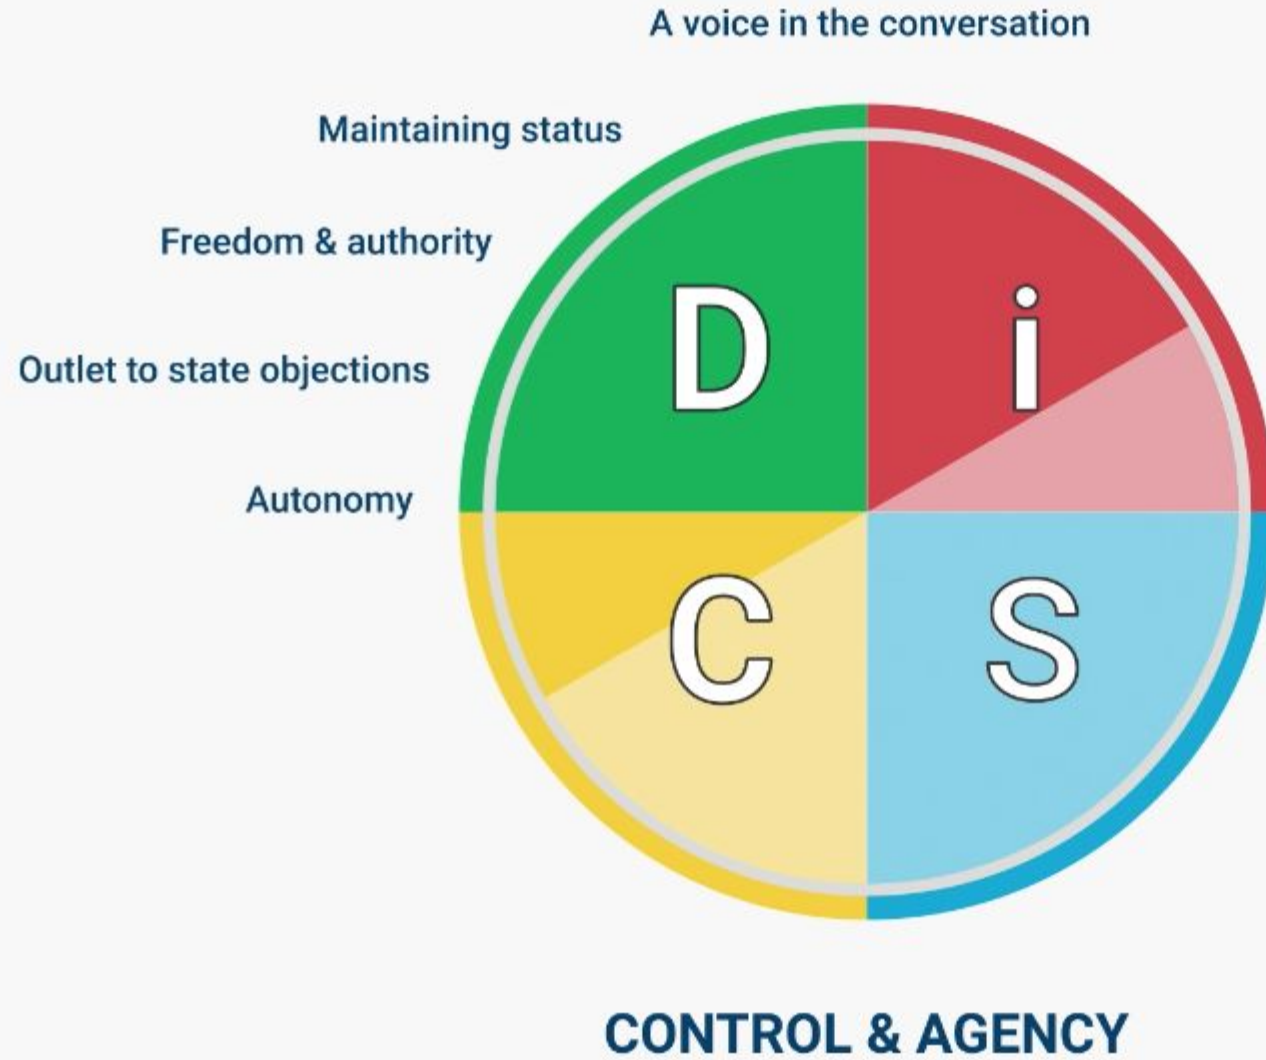 A voice in the conversation
Maintaining status
Freedom & authority
Outlet to state objections
Autonomy
D
i
C
S
CONTROL & AGENCY